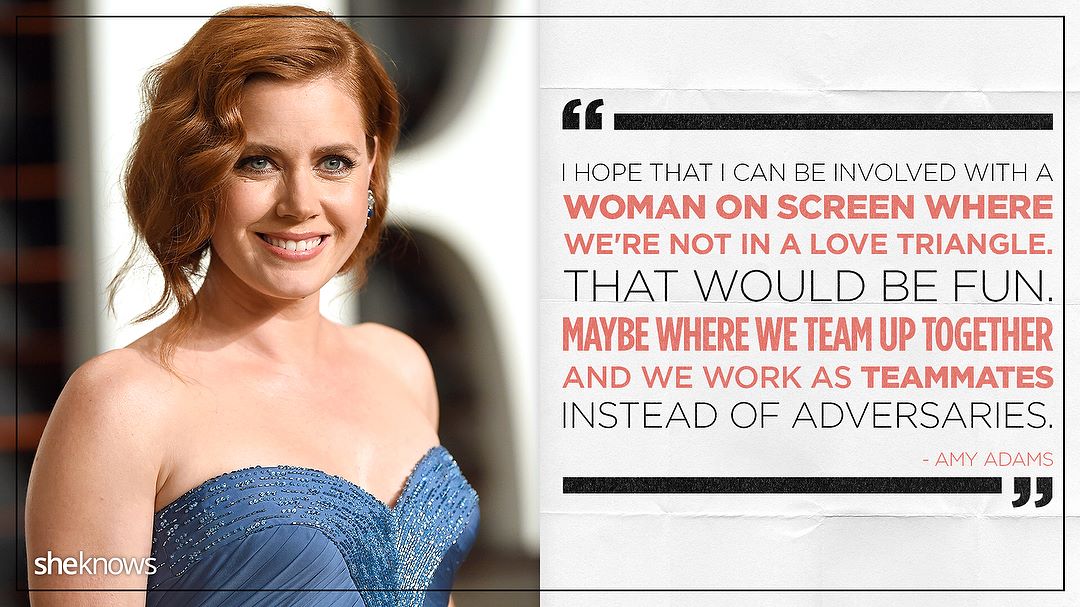 “
I HOPE THAT I CAN BE INVOLVED WITH A
WOMAN ON SCREEN WHERE
WE'RE NOT IN A LOVE TRIANGLE.
THAT WOULD BE FUN.
MAYBE WHERE WE TEAM UP TOGETHER
AND WE WORK AS TEAMMATES
INSTEAD OF ADVERSARIES.
- AMY ADAMS
”
sheknows